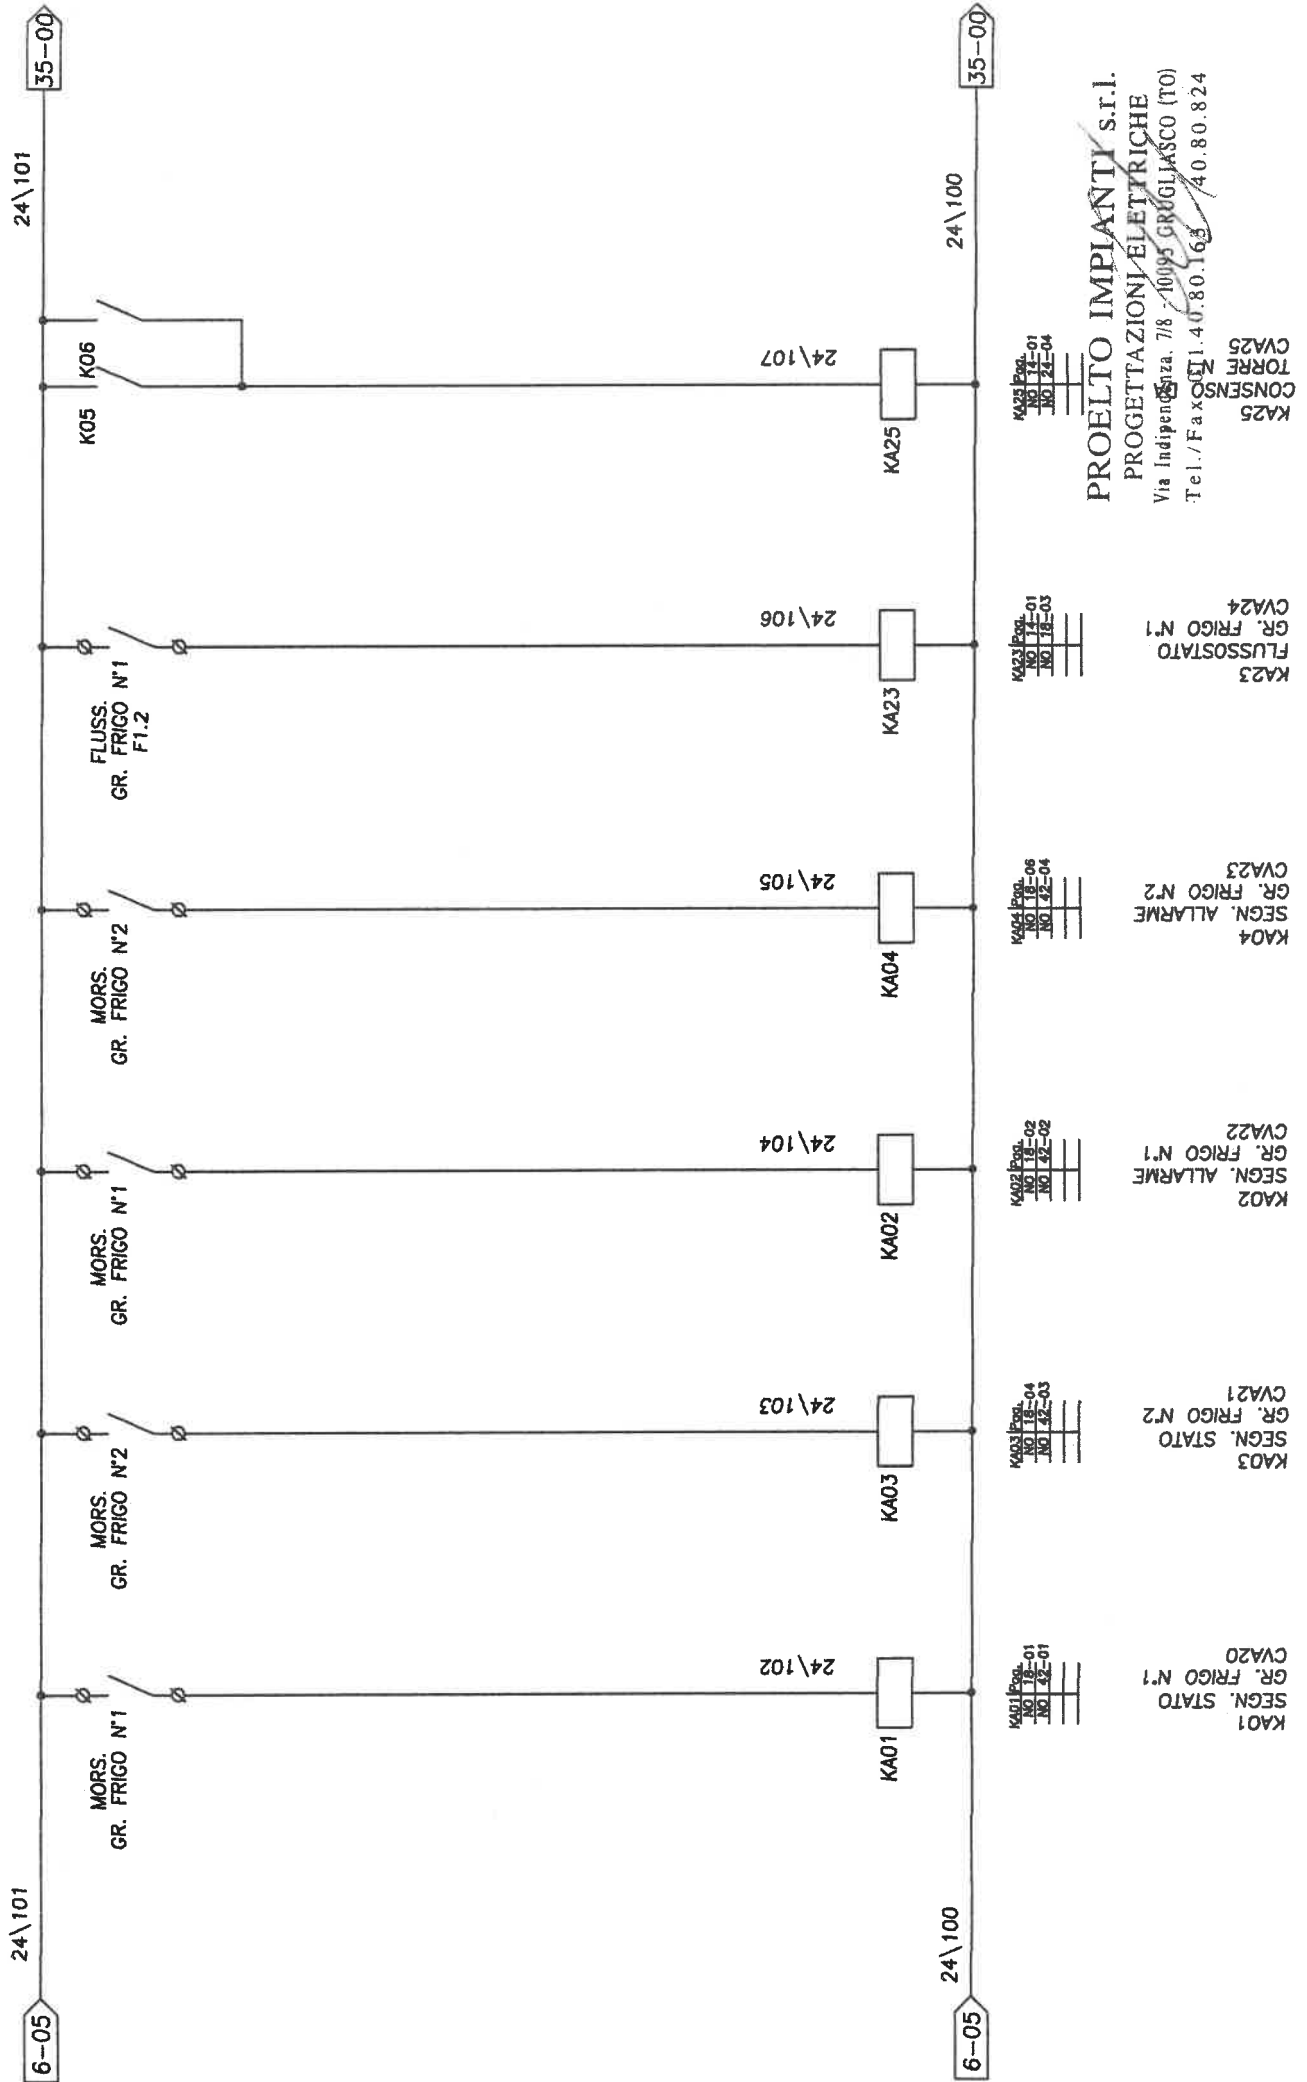 6-05
24\101
24\101
35-00
MORS.
GR. FRIGO N°1
MORS.
GR. FRIGO N°2
MORS.
GR. FRIGO N°1
MORS.
GR. FRIGO N°2
FLUSS.
GR. FRIGO N°1
F1.2
K05
K06
24\102
24\103
24\104
24\105
24\106
24\107
KA01
KA03
KA02
KA04
KA23
KA25
6-05
24\100
24\100
35-00
KA01 Pag.
NO 18-01
NO 42-01
KA03 Pag.
NO 18-04
NO 42-03
KA02 Pag.
NO 18-02
NO 42-02
KA04 Pag.
NO 18-06
NO 42-04
KA23 Pag.
NO 14-01
NO 18-03
KA25 Pag.
NO 14-01
NO 24-04
KA01
SEGN. STATO
GR. FRIGO N°1
CVA20
KA03
SEGN. STATO
GR. FRIGO N°2
CVA21
KA02
SEGN. ALLARME
GR. FRIGO N°1
CVA22
KA04
SEGN. ALLARME
GR. FRIGO N°2
CVA23
KA23
FLUSSOSTATO
GR. FRIGO N°1
CVA24
KA25
CONSENSO
TORRE
CVA25
PROELTO IMPIANTI s.r.l.
PROGETTAZIONI ELETTRICHE
Via Indipendenza, 7/8 - 10095 GRUGLIASCO (TO)
Tel./Fax 011.40.80.163 40.80.824